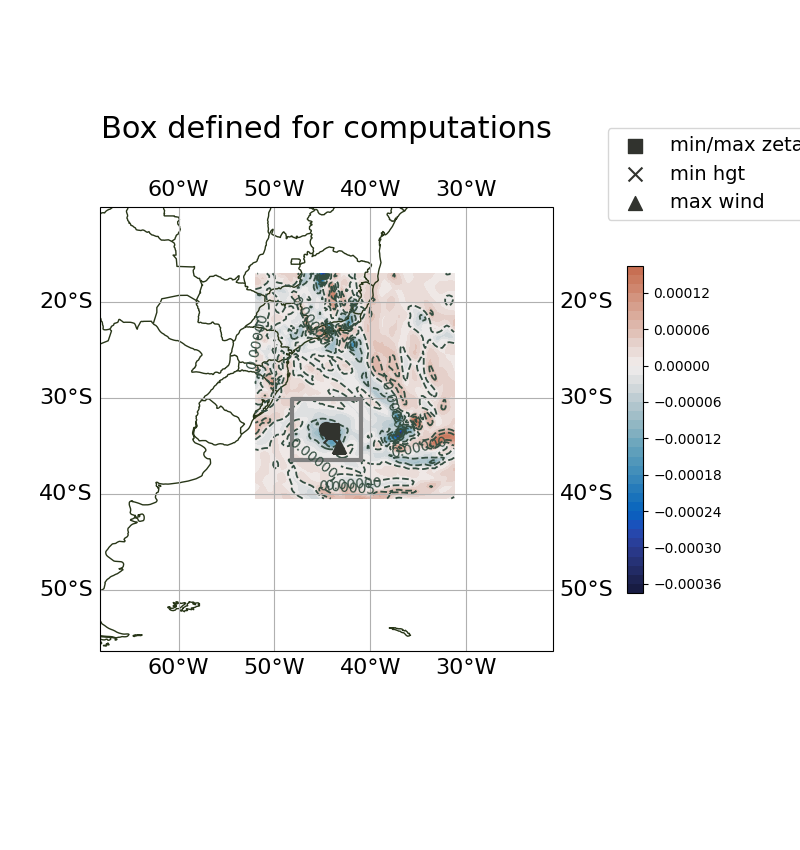 Box defined for computations
min/max zeta
min hgt
max wind
60°W 50°W 40°W 30°W
20°S 20°S
30°S 30°S
40°S 40°S
50°S 50°S
60°W 50°W 40°W 30°W
0.00012
0.00006
0.00000
−0.00006
−0.00012
−0.00018
−0.00024
−0.00030
−0.00036